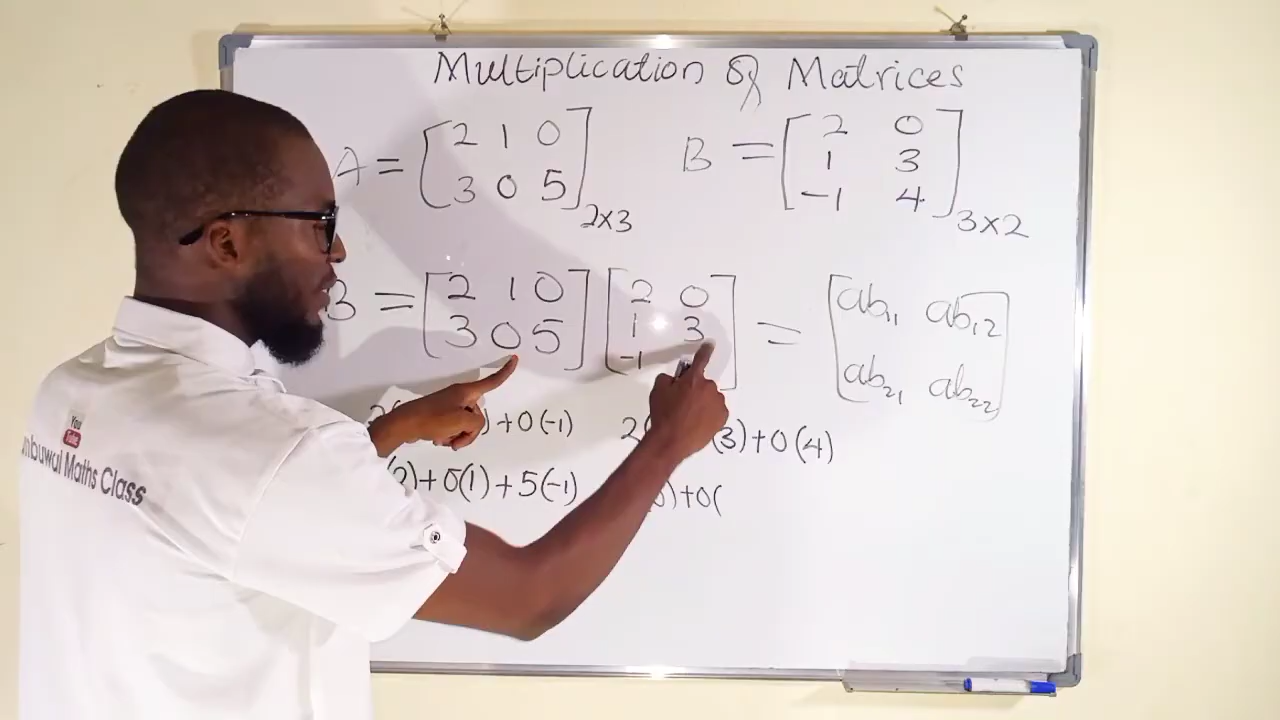 Multiplication Of Matrices
A = [2 1 0
3 0 5] 2x3
B = [2 0
1 3
-1 4] 3x2
B = [2 1 0
3 0 5] [2 0
1 3
-1 ] = [ab₁₁ ab₁₂
ab₂₁ ab₂₂]
2( )+0(-1)
2( (3)+0(4)
2)+0(1)+5(-1)
)+0(
You Tube
mbuwal Maths Class